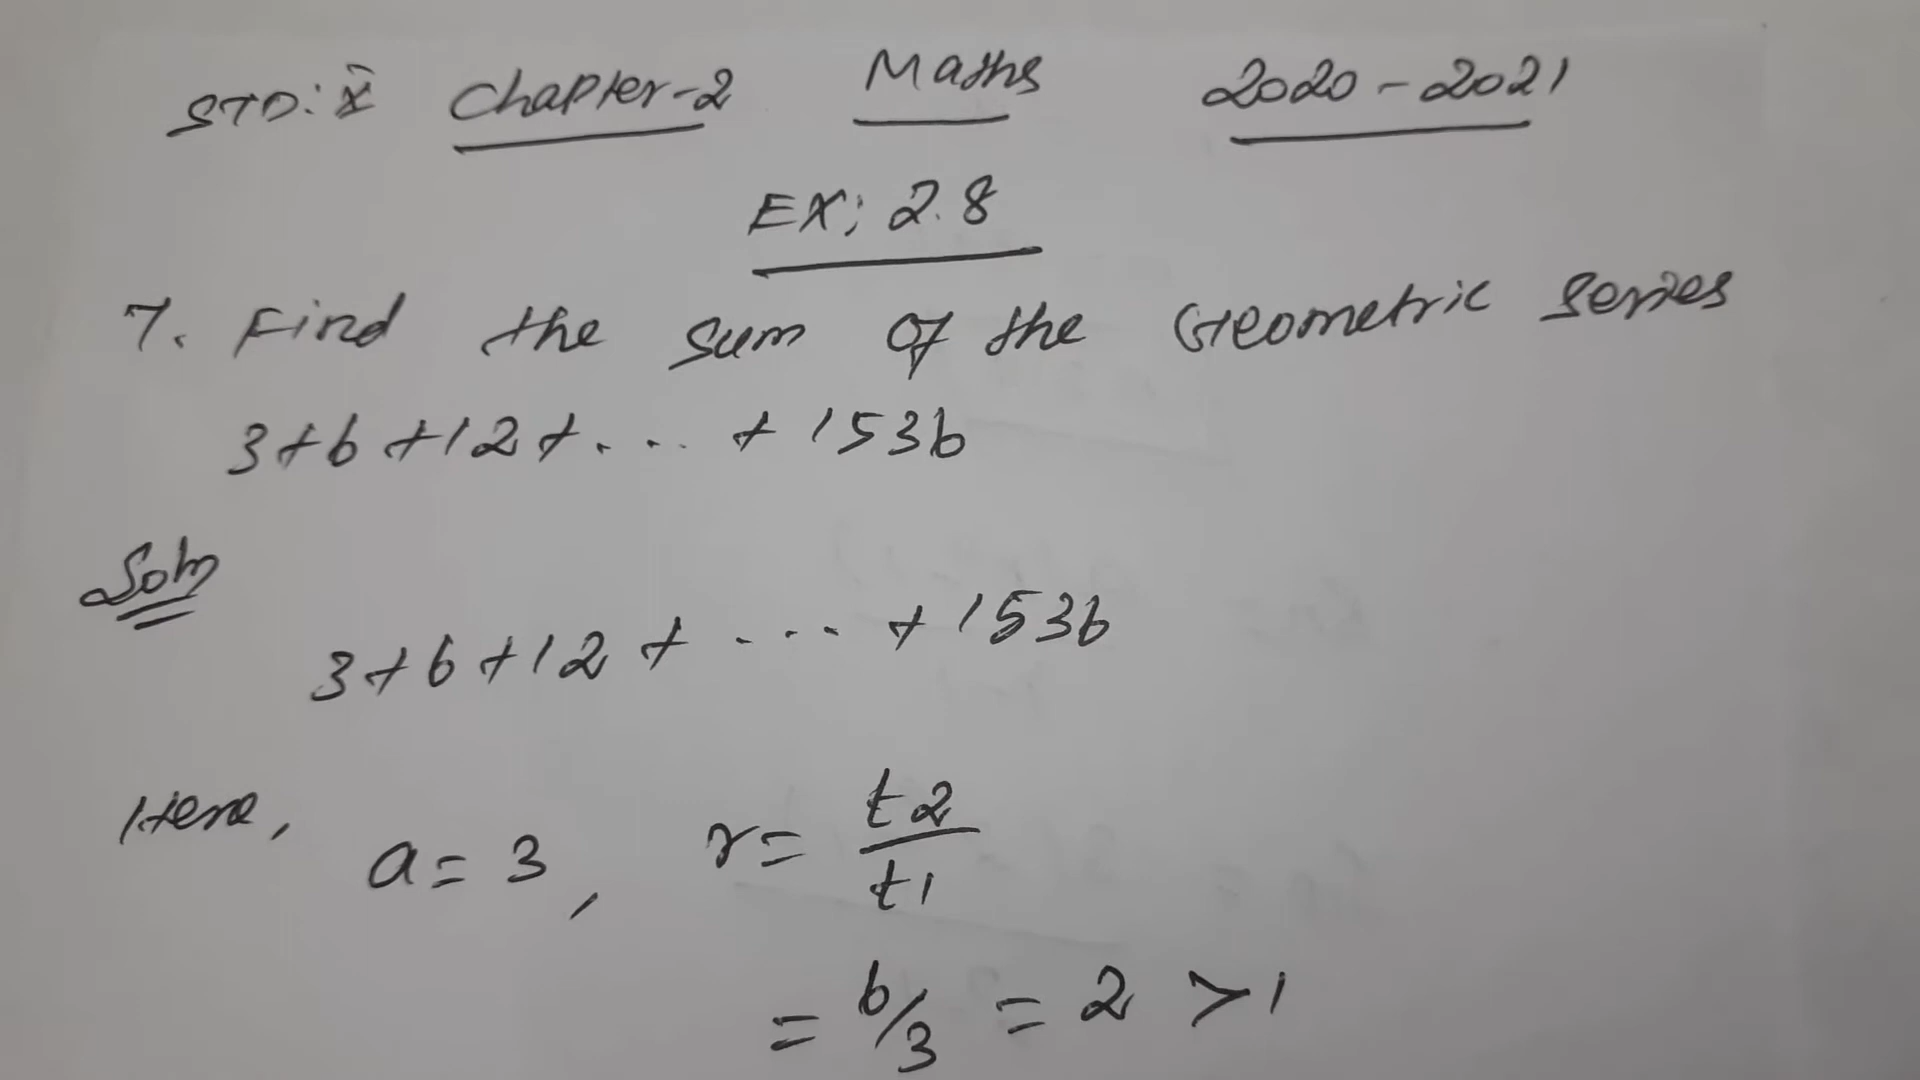 STD: X Chapter-2 Maths 2020-2021
EX: 2.8
7. Find the sum of the Geometric series
3+6+12+... + 1536
Soln
3+6+12+ .... +1536
Here, a=3, r= t2/t1
= 6/3 = 2 >1